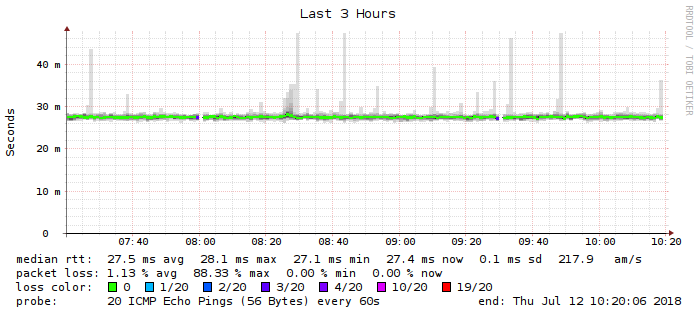 Last 3 Hours
RRDTOOL / TOBI OETIKER
Seconds
40 m
30 m
20 m
10 m
0
07:40 08:00 08:20 08:40 09:00 09:20 09:40 10:00 10:20
median rtt: 27.5 ms avg 28.1 ms max 27.1 ms min 27.4 ms now 0.1 ms sd 217.9 am/s
packet loss: 1.13 % avg 88.33 % max 0.00 % min 0.00 % now
loss color: 0 1/20 2/20 3/20 4/20 10/20 19/20
probe: 20 ICMP Echo Pings (56 Bytes) every 60s end: Thu Jul 12 10:20:06 2018